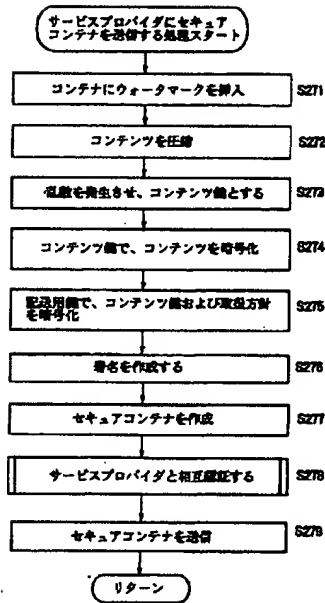 サービスプロバイダにセキュア
コンテナを送信する処理スタート
コンテナにウォータマークを挿入 S271
コンテンツを圧縮 S272
乱数を発生させ、コンテンツ鍵とする S273
コンテンツ鍵で、コンテンツを暗号化 S274
配送用鍵で、コンテンツ鍵および取扱方針
を暗号化 S275
署名を作成する S276
セキュアコンテナを作成 S277
サービスプロバイダと相互認証する S278
セキュアコンテナを送信 S279
リターン